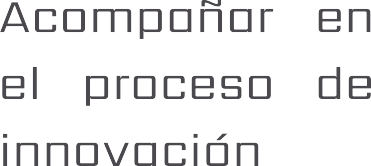 Acompañar en
el proceso de
innovación